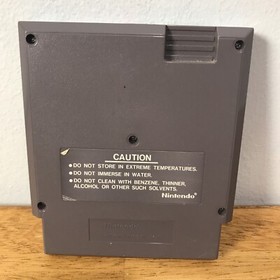 CAUTION
• DO NOT STORE IN EXTREME TEMPERATURES.
• DO NOT IMMERSE IN WATER.
• DO NOT CLEAN WITH BENZENE, THINNER,
ALCOHOL OR OTHER SUCH SOLVENTS.
Nintendo